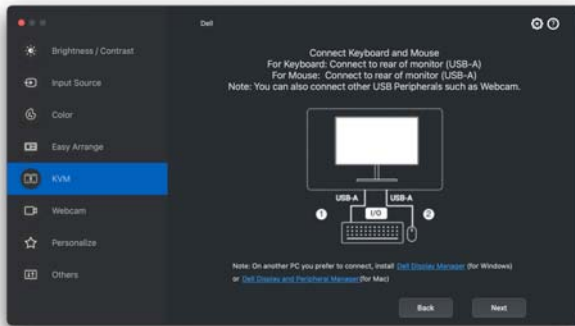 Dell
Brightness / Contrast
Input Source
Color
Easy Arrange
KVM
Webcam
Personalize
Others
Connect Keyboard and Mouse
For Keyboard: Connect to rear of monitor (USB-A)
For Mouse: Connect to rear of monitor (USB-A)
Note: You can also connect other USB Peripherals such as Webcam.
USB-A USB-A
1 I/O 2
Note: On another PC you prefer to connect, install Dell Display Manager (for Windows)
or Dell Display and Peripheral Manager(for Mac)
Back Next